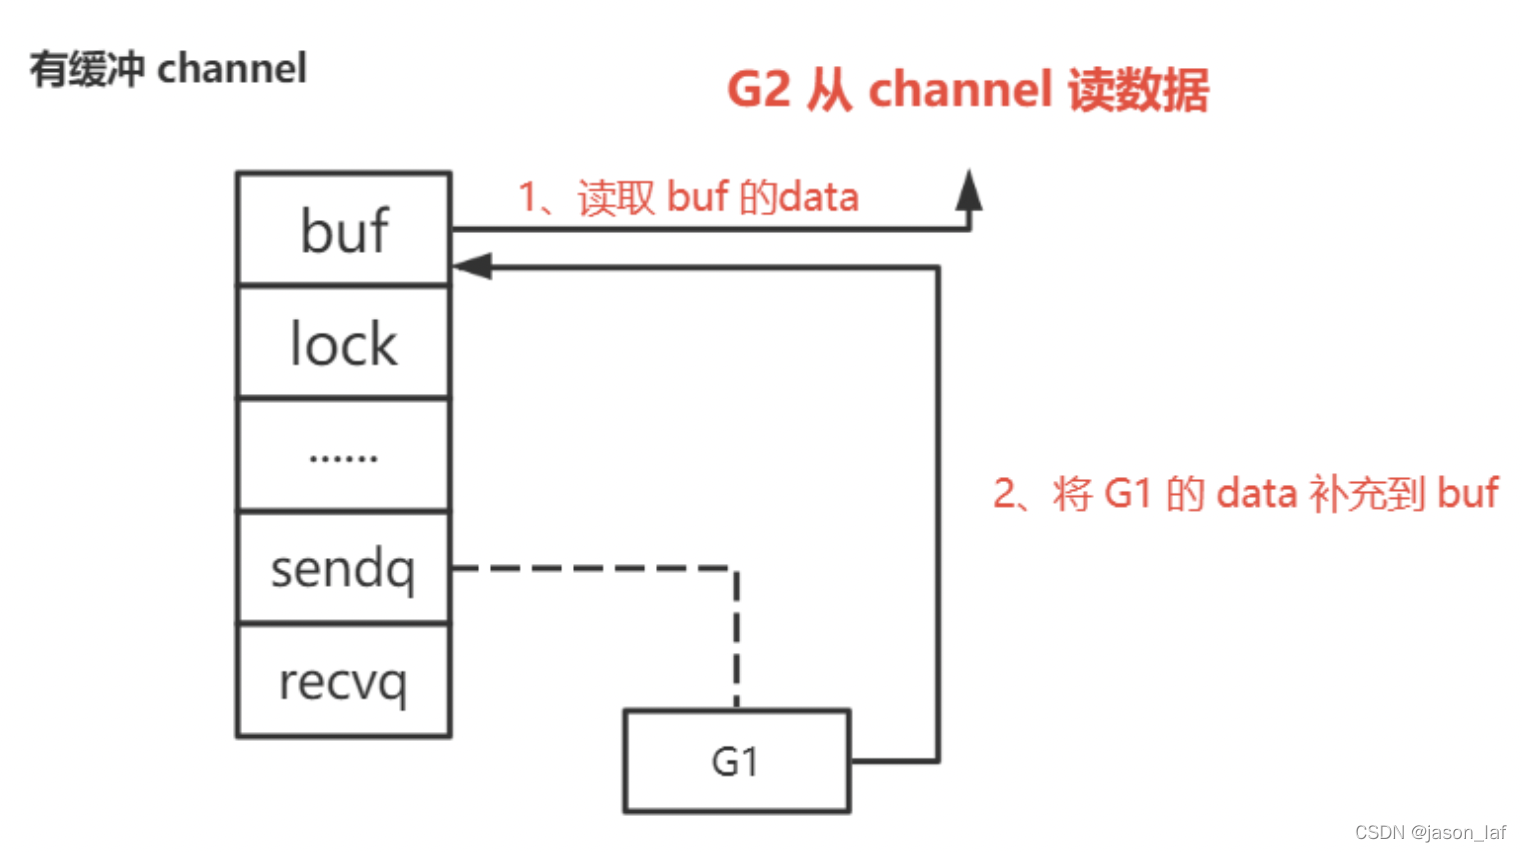 有缓冲 channel
G2 从 channel 读数据
1、读取 buf 的data
buf
lock
......
2、将 G1 的 data 补充到 buf
sendq
recvq
G1
CSDN @jason_laf